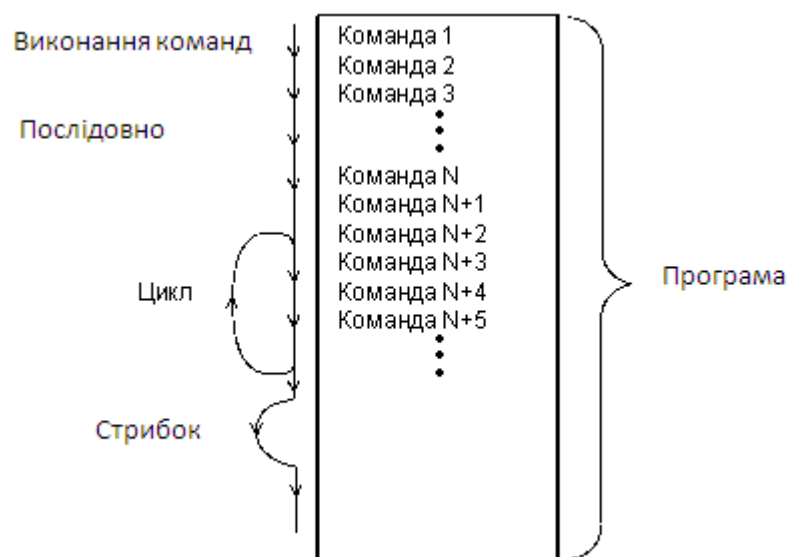 Виконання команд
Послідовно
Цикл
Стрибок
Команда 1
Команда 2
Команда 3
Команда N
Команда N+1
Команда N+2
Команда N+3
Команда N+4
Команда N+5
Програма